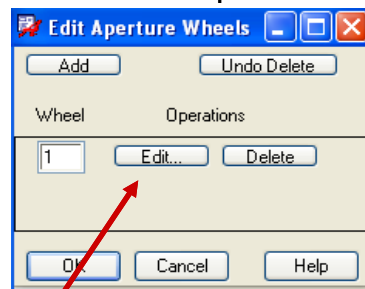 Edit Aperture Wheels
Add Undo Delete
Wheel Operations
1 Edit... Delete
OK Cancel Help